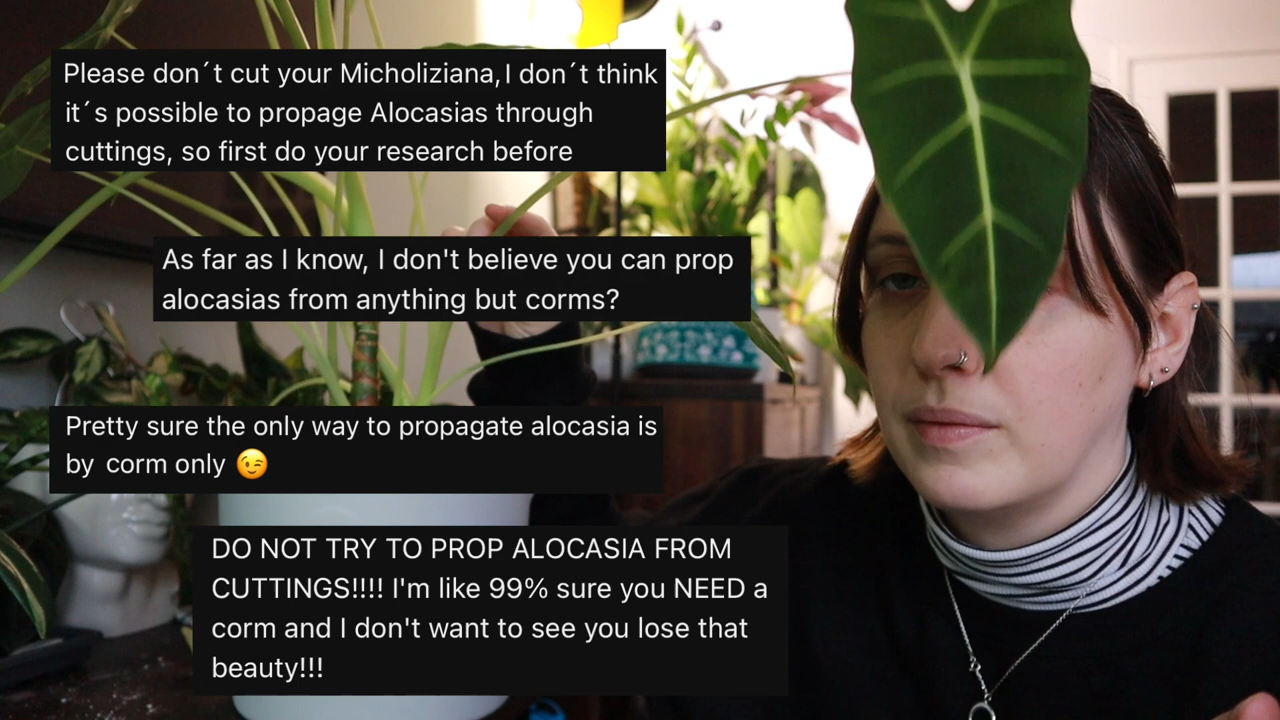 Please don´t cut your Micholiziana,I don´t think
it´s possible to propage Alocasias through
cuttings, so first do your research before
As far as I know, I don't believe you can prop
alocasias from anything but corms?
Pretty sure the only way to propagate alocasia is
by corm only 😉
DO NOT TRY TO PROP ALOCASIA FROM
CUTTINGS!!!! I'm like 99% sure you NEED a
corm and I don't want to see you lose that
beauty!!!